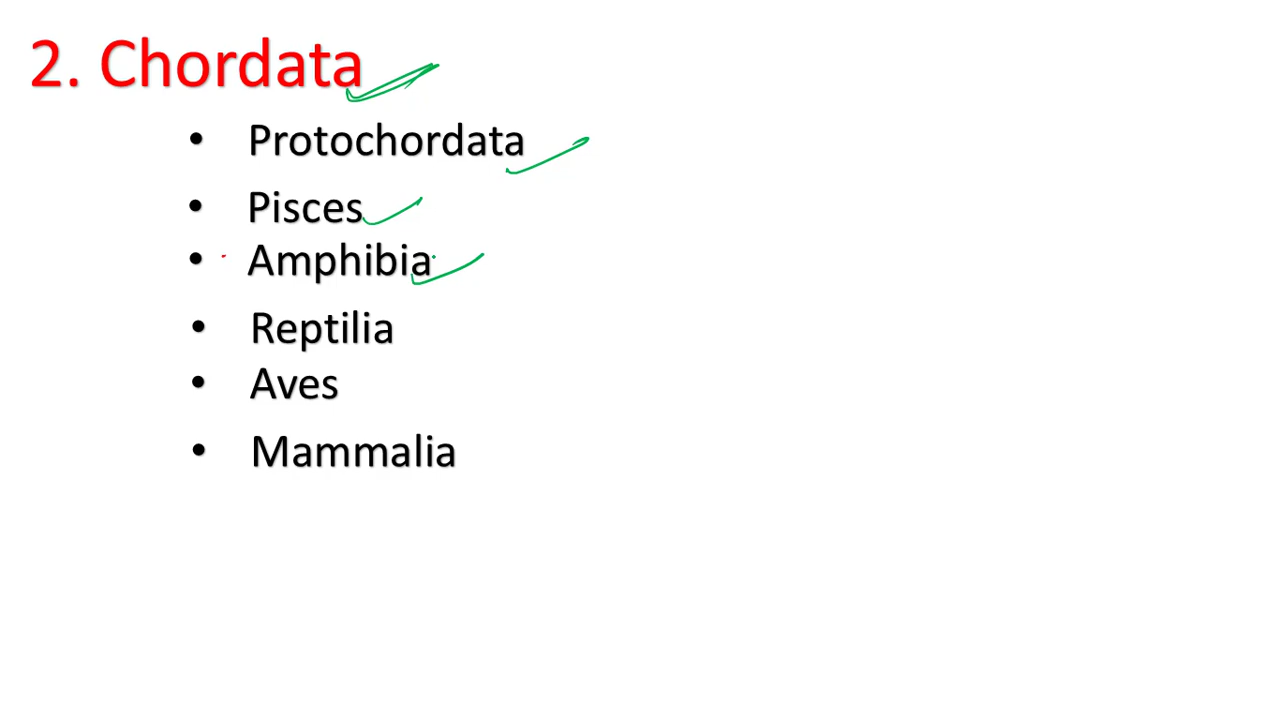 2. Chordata
• Protochordata
• Pisces
• Amphibia
• Reptilia
• Aves
• Mammalia